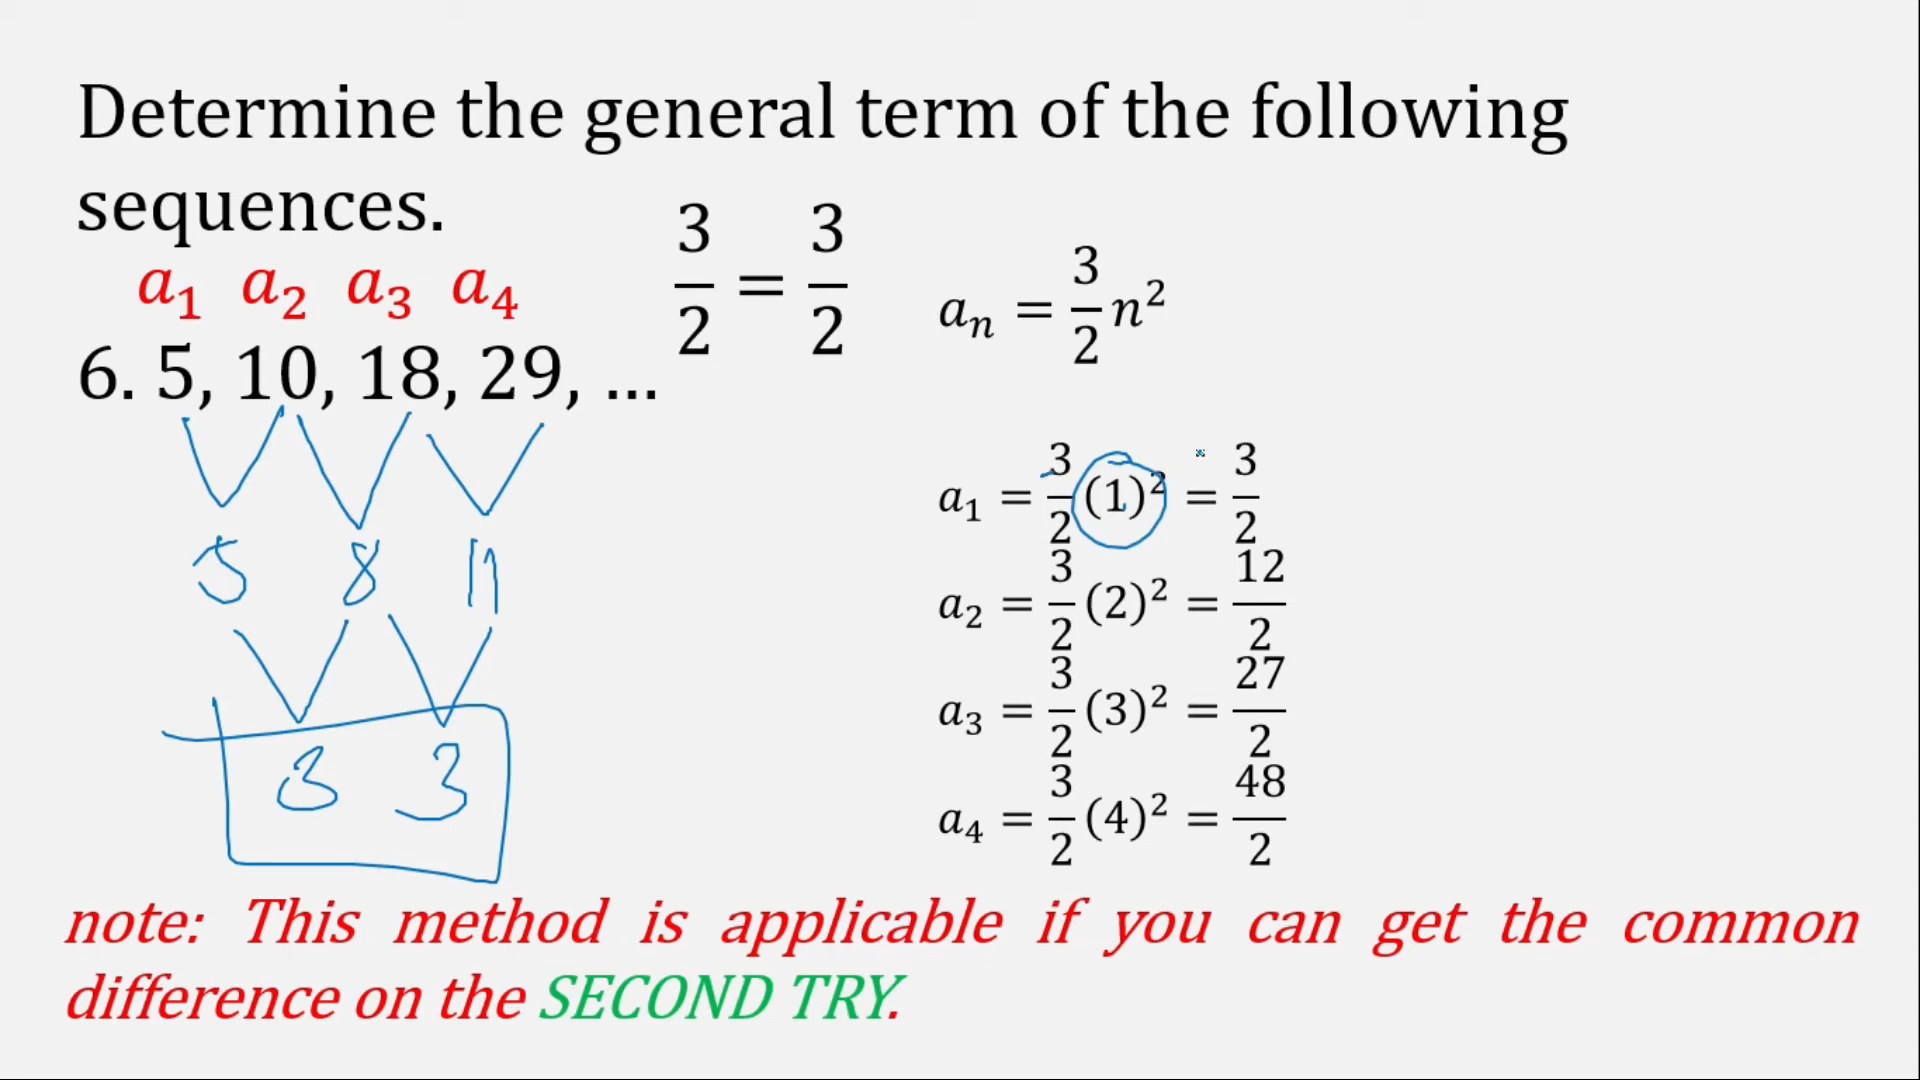 Determine the general term of the following
sequences.
a₁ a₂ a₃ a₄
6. 5, 10, 18, 29, ...
5 8 11
3 3
3/2 = 3/2
aₙ = 3/2 n²
a₁ = 3/2 (1)² = 3/2
a₂ = 3/2 (2)² = 12/2
a₃ = 3/2 (3)² = 27/2
a₄ = 3/2 (4)² = 48/2
note: This method is applicable if you can get the common
difference on the SECOND TRY.